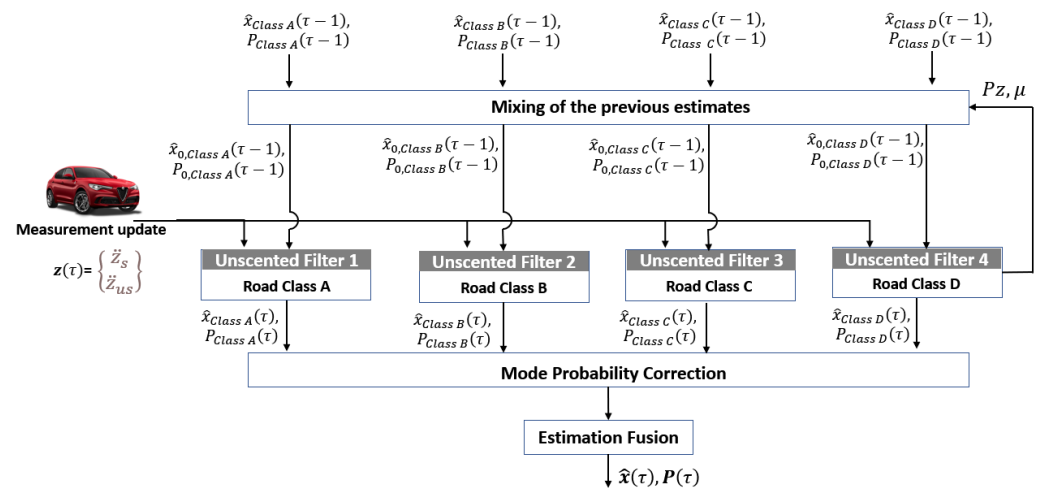 x̂_{Class A}(τ − 1), x̂_{Class B}(τ − 1), x̂_{Class C}(τ − 1), x̂_{Class D}(τ − 1),
P_{Class A}(τ − 1) P_{Class B}(τ − 1) P_{Class C}(τ − 1) P_{Class D}(τ − 1)
Pz, μ
Mixing of the previous estimates
x̂_{0,Class A}(τ − 1), x̂_{0,Class B}(τ − 1), x̂_{0,Class C}(τ − 1), x̂_{0,Class D}(τ − 1),
P_{0,Class A}(τ − 1) P_{0,Class B}(τ − 1) P_{0,Class C}(τ − 1) P_{0,Class D}(τ − 1)
Measurement update
z(τ)= {Z̈_s
Z̈_{us}}
Unscented Filter 1 Unscented Filter 2 Unscented Filter 3 Unscented Filter 4
Road Class A Road Class B Road Class C Road Class D
x̂_{Class A}(τ), x̂_{Class B}(τ), x̂_{Class C}(τ), x̂_{Class D}(τ),
P_{Class A}(τ) P_{Class B}(τ) P_{Class C}(τ) P_{Class D}(τ)
Mode Probability Correction
Estimation Fusion
x̂(τ), P(τ)